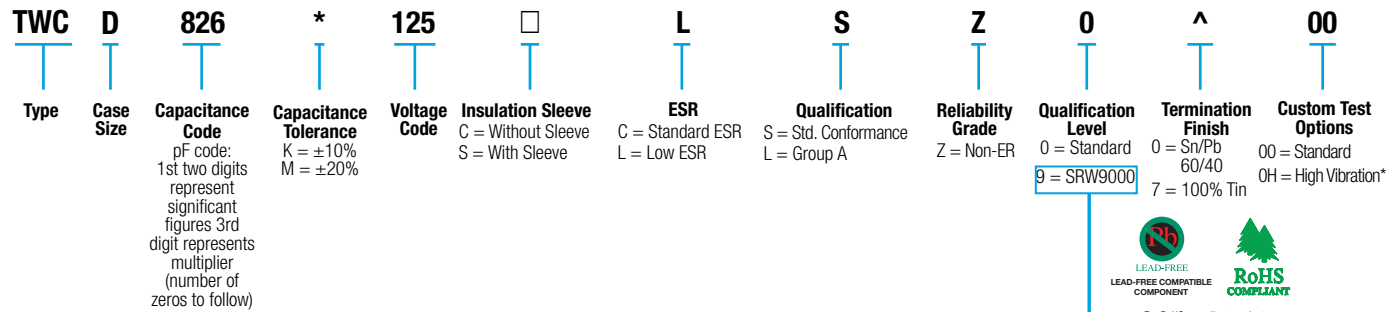 TWC D 826 * 125 □ L S Z 0 ^ 00
Type
Case
Size
Capacitance
Code
pF code:
1st two digits
represent
significant
figures 3rd
digit represents
multiplier
(number of
zeros to follow)
Capacitance
Tolerance
K = ±10%
M = ±20%
Voltage
Code
Insulation Sleeve
C = Without Sleeve
S = With Sleeve
ESR
C = Standard ESR
L = Low ESR
Qualification
S = Std. Conformance
L = Group A
Reliability
Grade
Z = Non-ER
Qualification
Level
0 = Standard
9 = SRW9000
Termination
Finish
0 = Sn/Pb
60/40
7 = 100% Tin
Custom Test
Options
00 = Standard
0H = High Vibration*
Pb
LEAD-FREE
LEAD-FREE COMPATIBLE
COMPONENT
RoHS
COMPLIANT